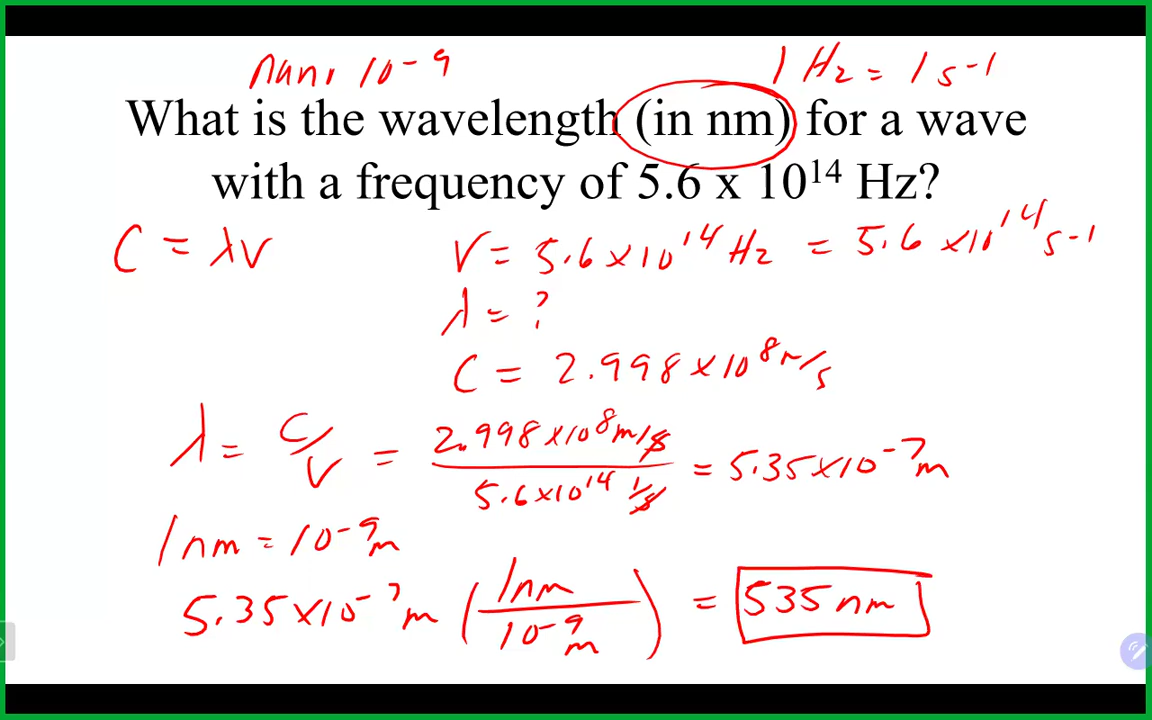 nano 10-9 1 Hz = 1 s-1
What is the wavelength (in nm) for a wave
with a frequency of 5.6 x 10¹⁴ Hz?
C = λν ν = 5.6 x 10¹⁴ Hz = 5.6 x 10¹⁴ s-1
λ = ?
C = 2.998 x 10⁸ m/s
λ = C/ν = 2.998 x 10⁸ m/s / 5.6 x 10¹⁴ 1/s = 5.35 x 10⁻⁷ m
1 nm = 10⁻⁹ m
5.35 x 10⁻⁷ m (1 nm / 10⁻⁹ m) = 535 nm